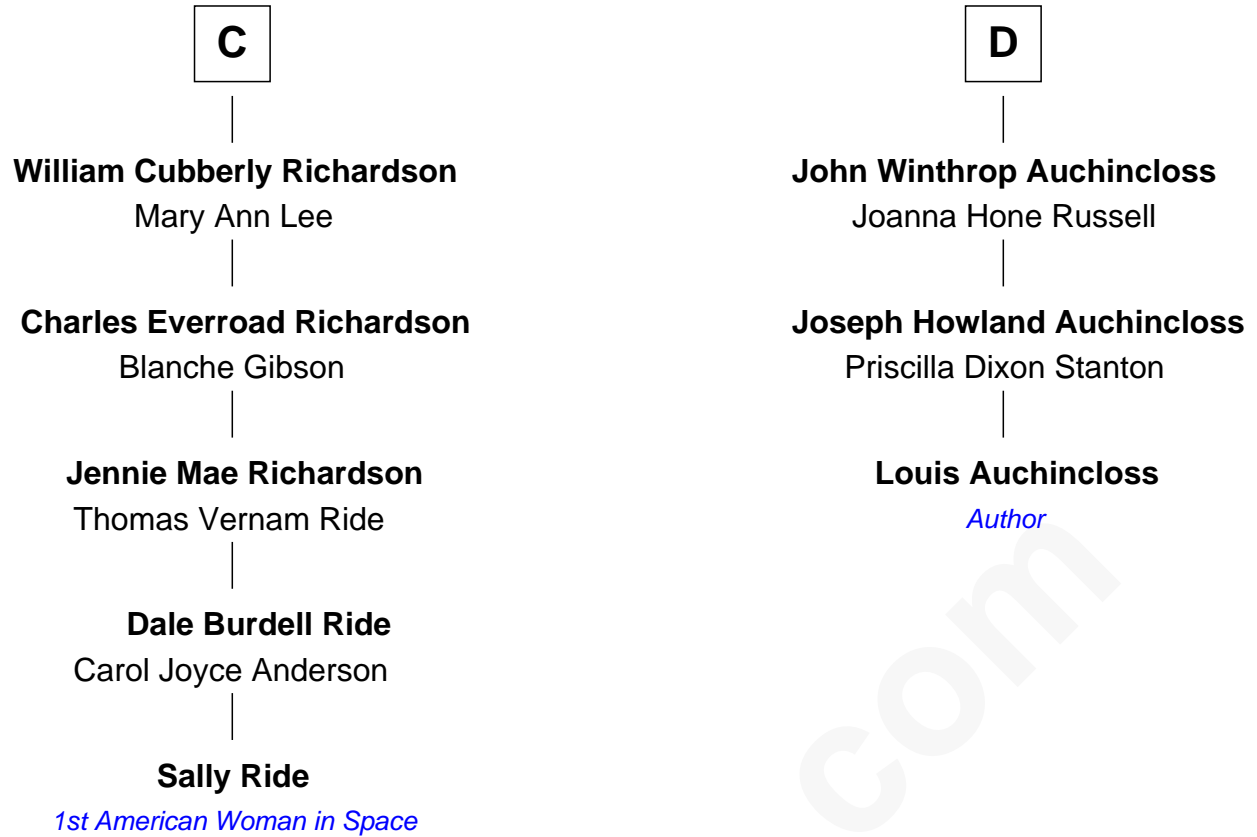 C
William Cubberly Richardson
Mary Ann Lee
Charles Everroad Richardson
Blanche Gibson
Jennie Mae Richardson
Thomas Vernam Ride
Dale Burdell Ride
Carol Joyce Anderson
Sally Ride
1st American Woman in Space
D
John Winthrop Auchincloss
Joanna Hone Russell
Joseph Howland Auchincloss
Priscilla Dixon Stanton
Louis Auchincloss
Author
com